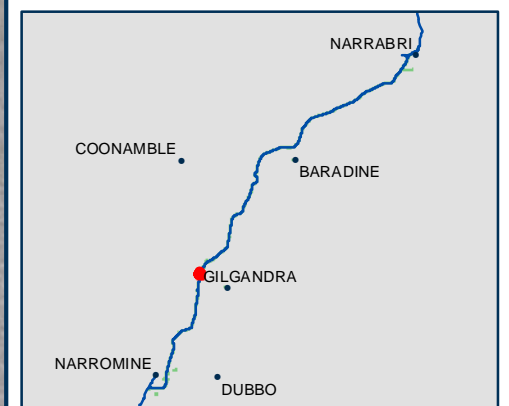 NARRABRI
COONAMBLE
BARADINE
GILGANDRA
NARROMINE
DUBBO